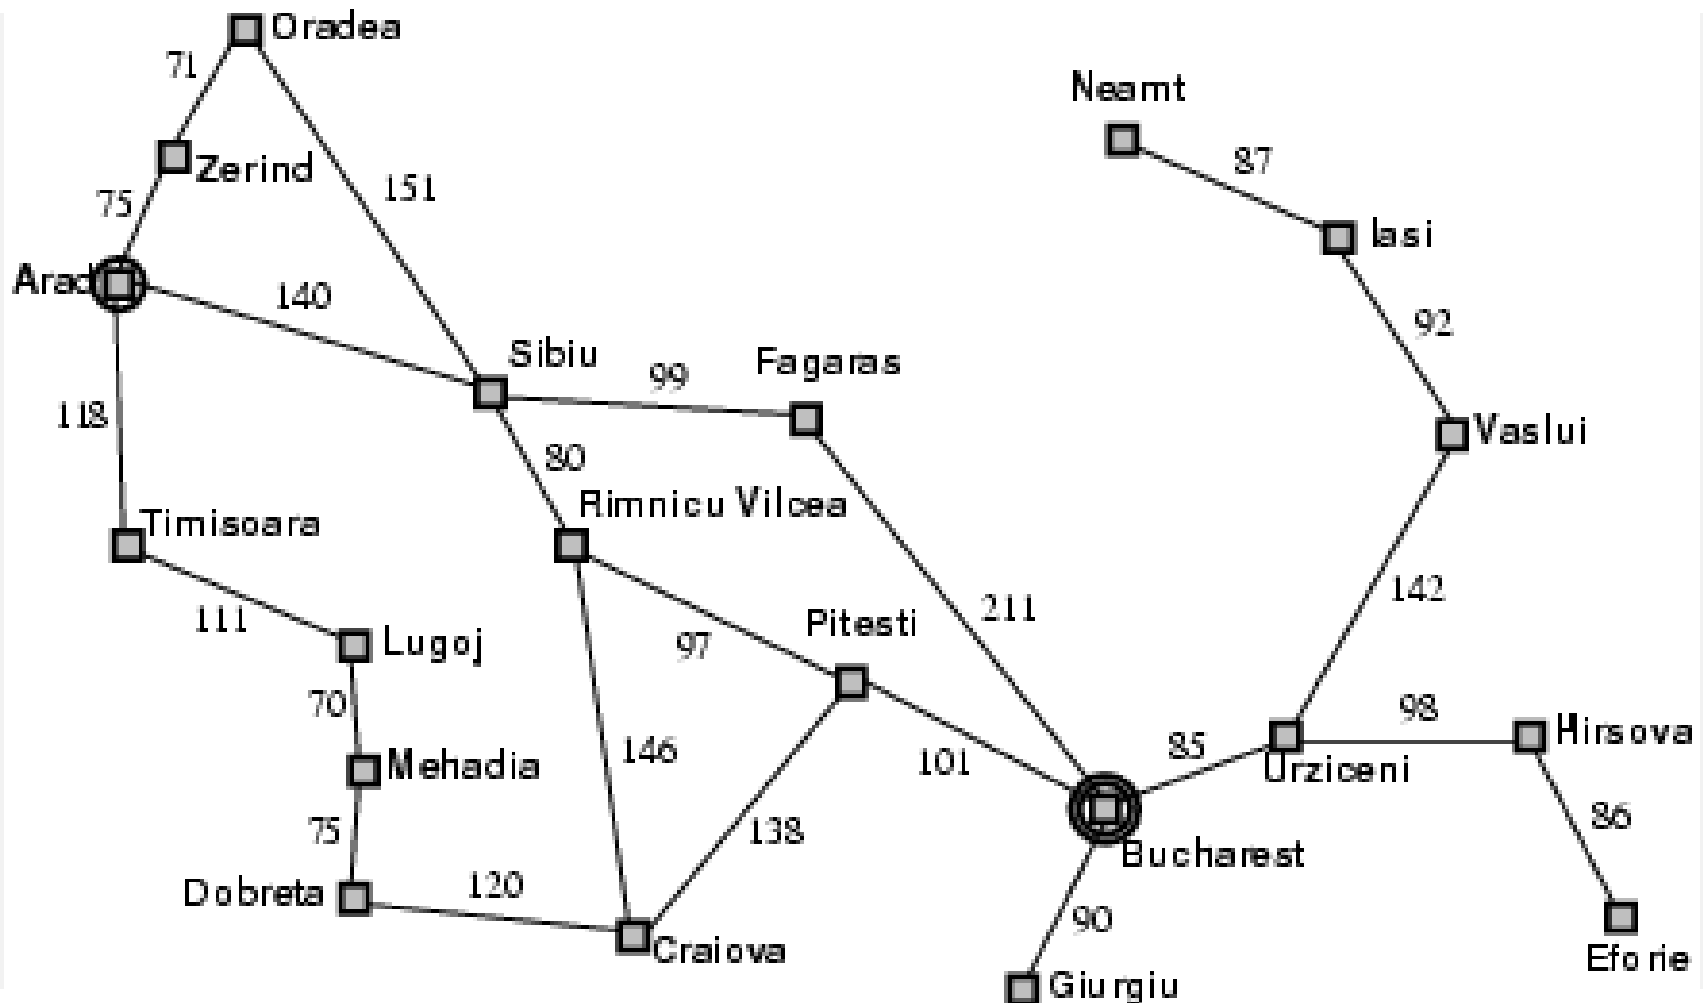 Oradea
71
Neamt
87
Zerind
151
75
Iasi
Arad
140
92
Sibiu
Fagaras
99
118
Vaslui
80
Rimnicu Vilcea
Timisoara
142
211
111
Pitesti
Lugoj
97
70
98
Hirsova
146
85
Mehadia
101
Urziceni
75
138
86
Bucharest
Dobreta
120
90
Craiova
Eforie
Giurgiu